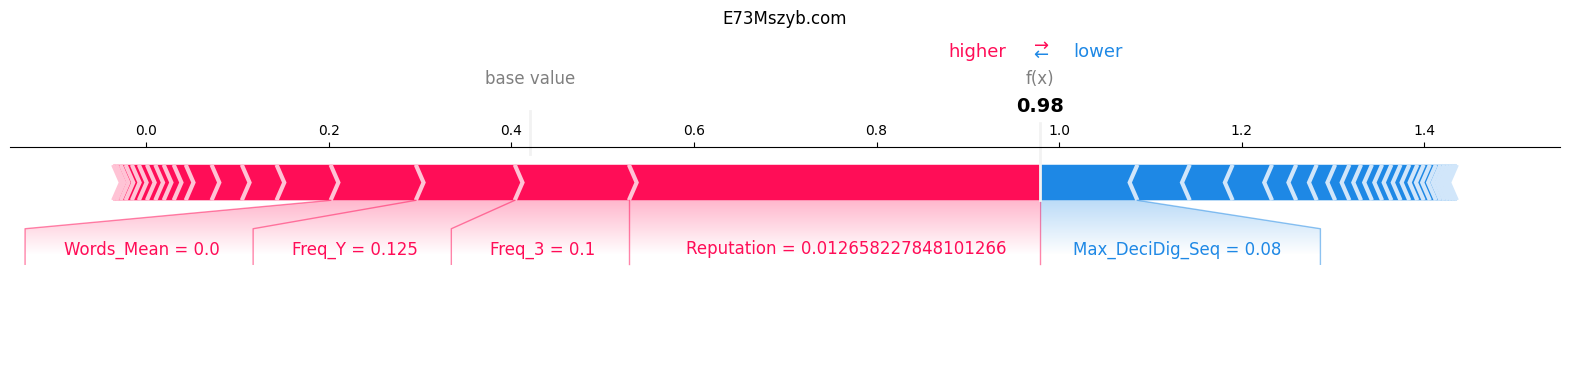 E73Mszyb.com
higher ⇄ lower
base value f(x)
0.98
0.0 0.2 0.4 0.6 0.8 1.0 1.2 1.4
Words_Mean = 0.0 Freq_Y = 0.125 Freq_3 = 0.1 Reputation = 0.012658227848101266 Max_DeciDig_Seq = 0.08